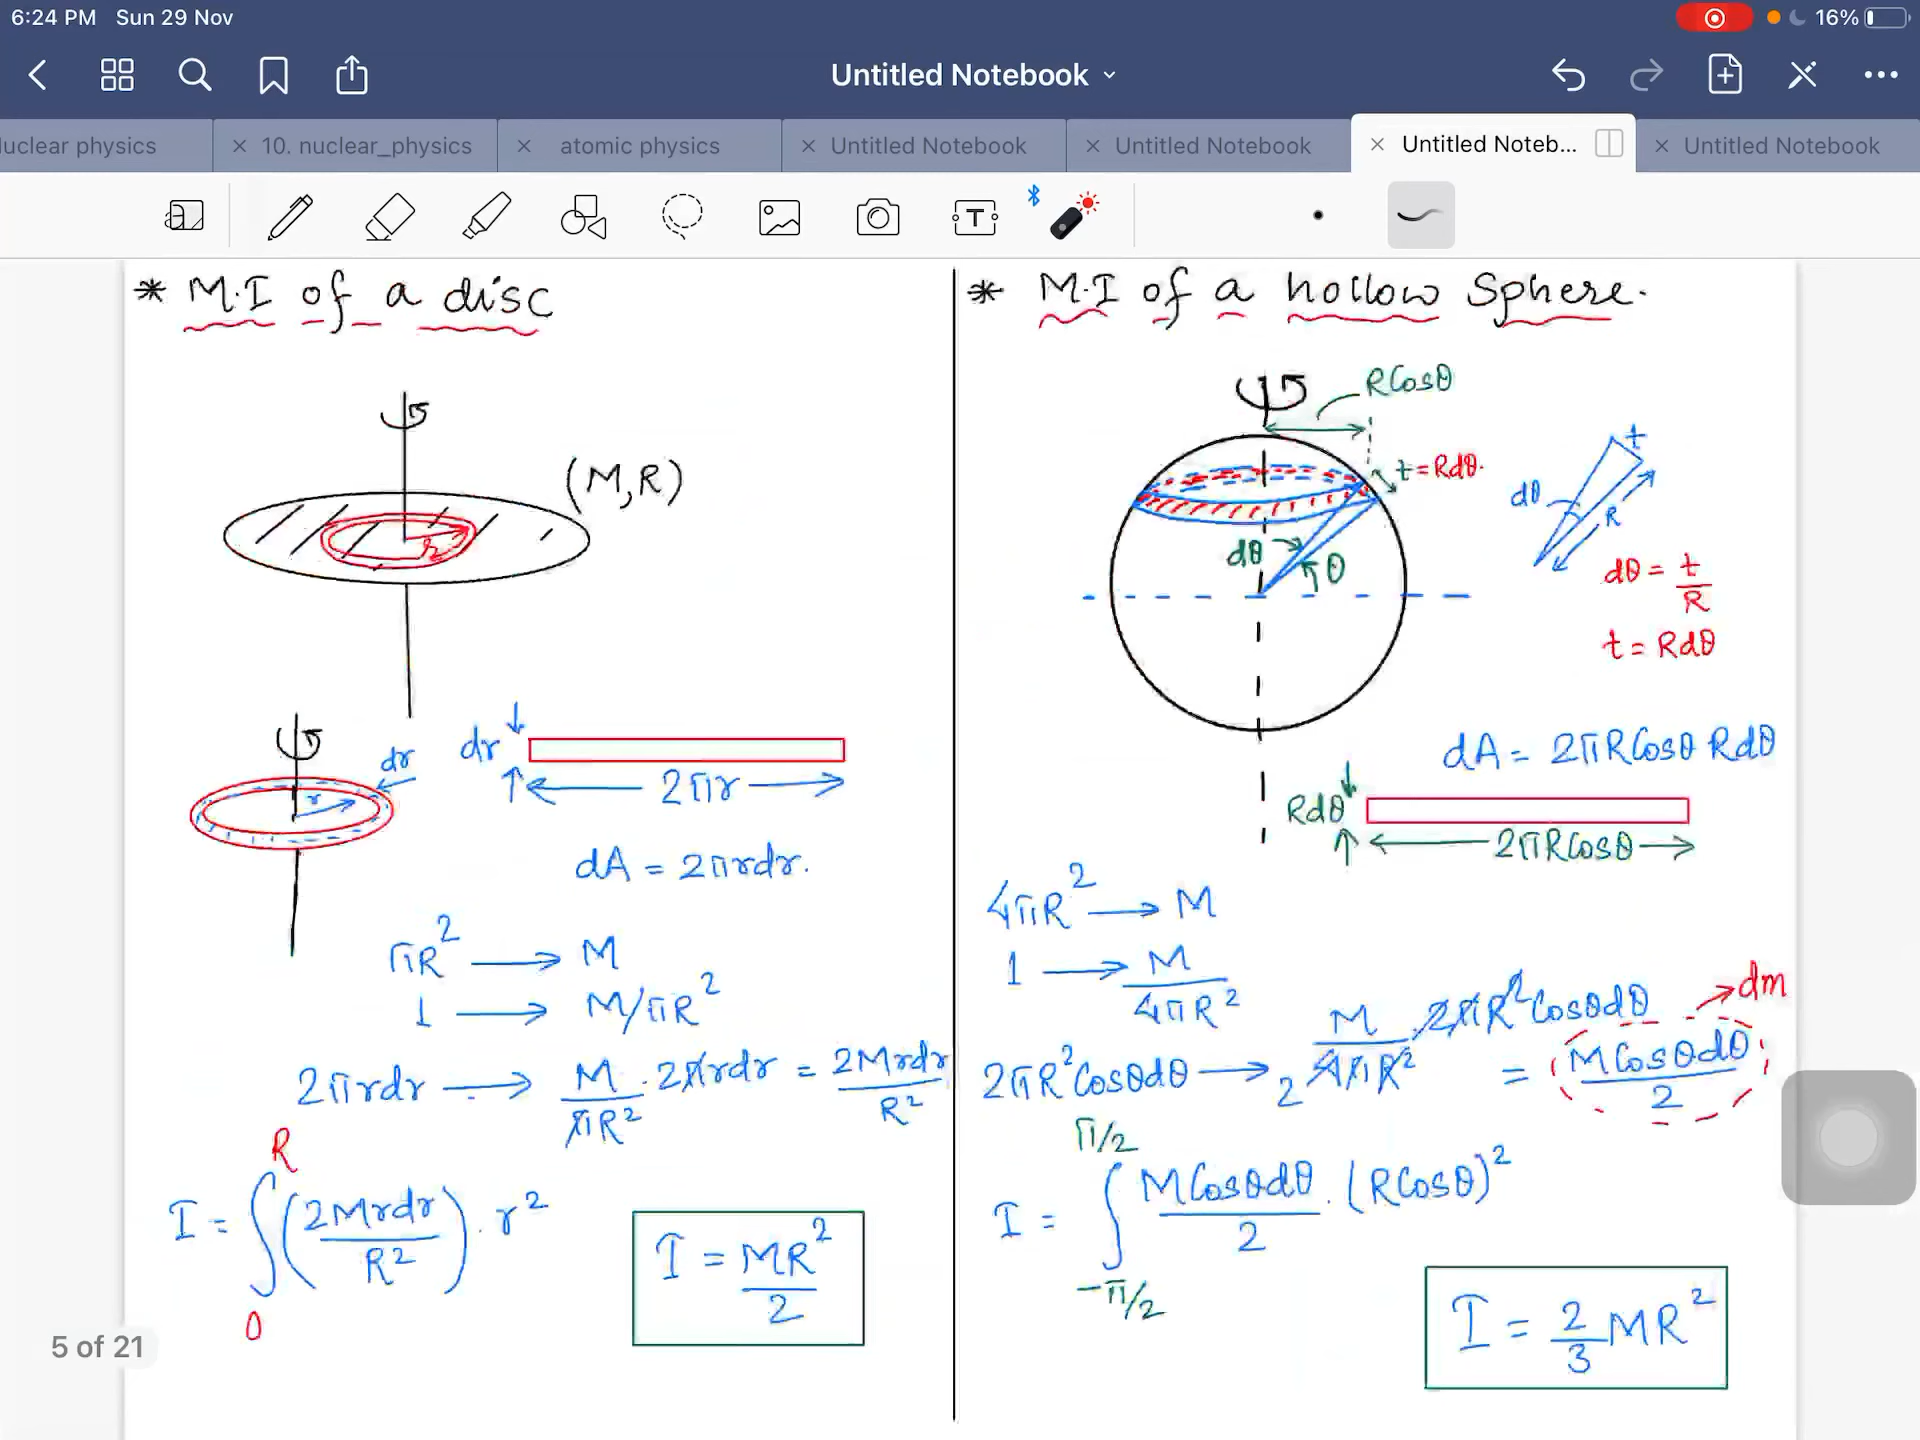 6:24 PM Sun 29 Nov
16%
Untitled Notebook
luclear physics
10. nuclear_physics
atomic physics
Untitled Notebook
Untitled Notebook
Untitled Noteb...
Untitled Notebook
* M.I of a disc
(M,R)
r
dr
r
dr
2πr
dA = 2πrdr.
πR² → M
1 → M/πR²
2πrdr → M/πR² . 2πrdr = 2Mrdr/R²
I = ∫₀ᴿ (2Mrdr/R²) . r²
I = MR²/2
5 of 21
* M.I of a hollow Sphere.
RCosθ
t = Rdθ.
dθ
θ
t
dθ
R
dθ = t/R
t = Rdθ
dA = 2πRCosθ Rdθ
Rdθ
2πRCosθ
4πR² → M
1 → M/4πR²
dm
2πR²Cosθdθ → M/4πR² . 2πR²Cosθdθ = MCosθdθ/2
2
π/2
I = ∫ MCosθdθ/2 . (RCosθ)²
-π/2
I = 2/3 MR²